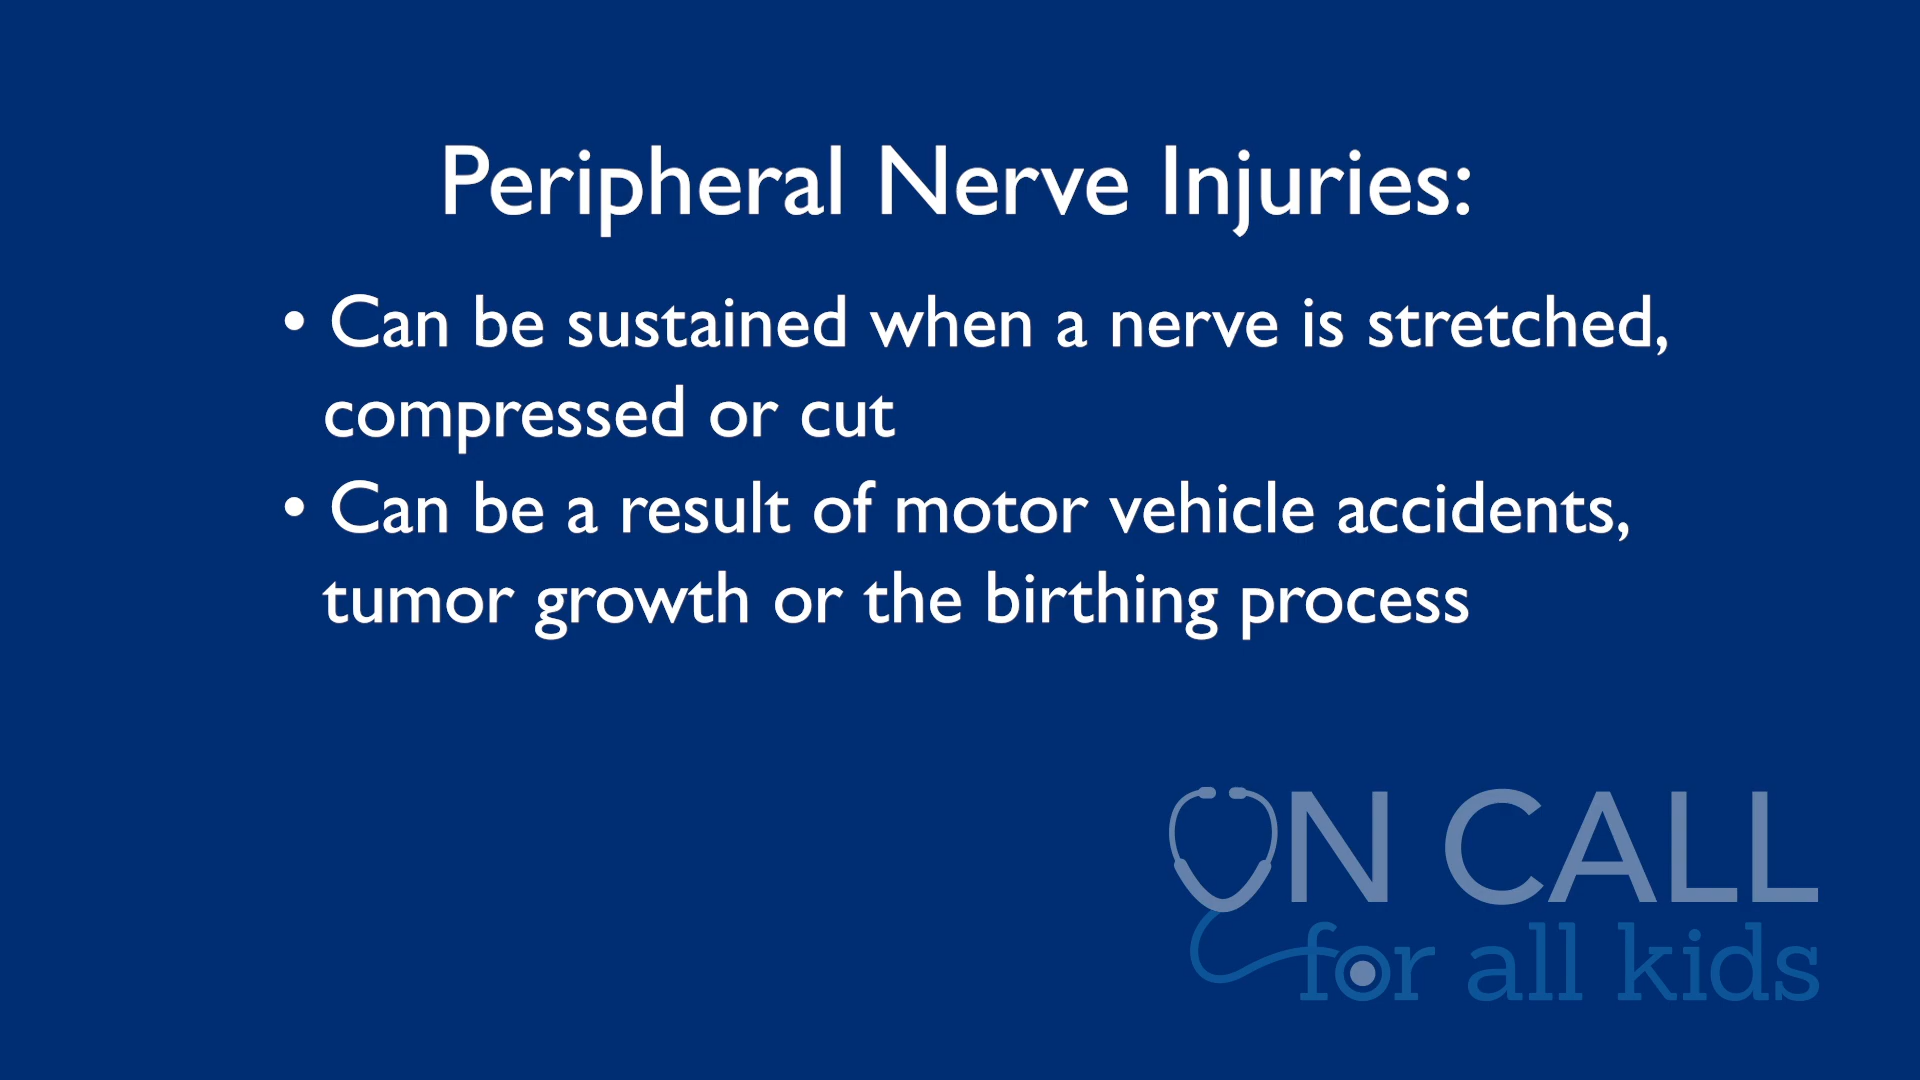 Peripheral Nerve Injuries:
• Can be sustained when a nerve is stretched,
compressed or cut
• Can be a result of motor vehicle accidents,
tumor growth or the birthing process
ON CALL
for all kids